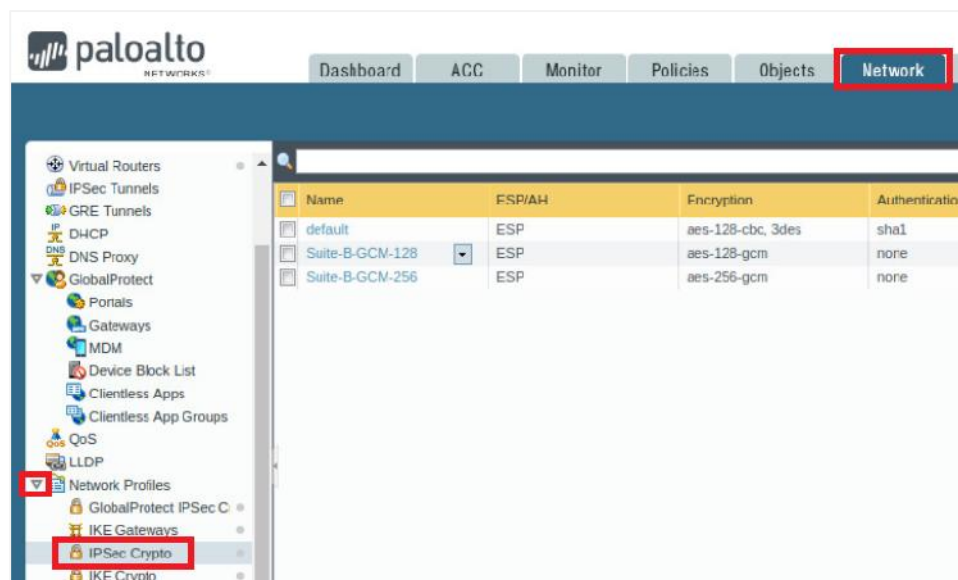 paloalto
NETWORKS®
Dashboard ACC Monitor Policies Objects Network
Virtual Routers
IPSec Tunnels
GRE Tunnels
IP
DHCP
DNS
DNS Proxy
GlobalProtect
Portals
Gateways
MDM
Device Block List
Clientless Apps
Clientless App Groups
QoS
QoS
LLDP
Network Profiles
GlobalProtect IPSec C
IKE Gateways
IPSec Crypto
IKE Crypto
Name ESP/AH Encryption Authenticatio
default ESP aes-128-cbc, 3des sha1
Suite-B-GCM-128 ESP aes-128-gcm none
Suite-B-GCM-256 ESP aes-256-gcm none